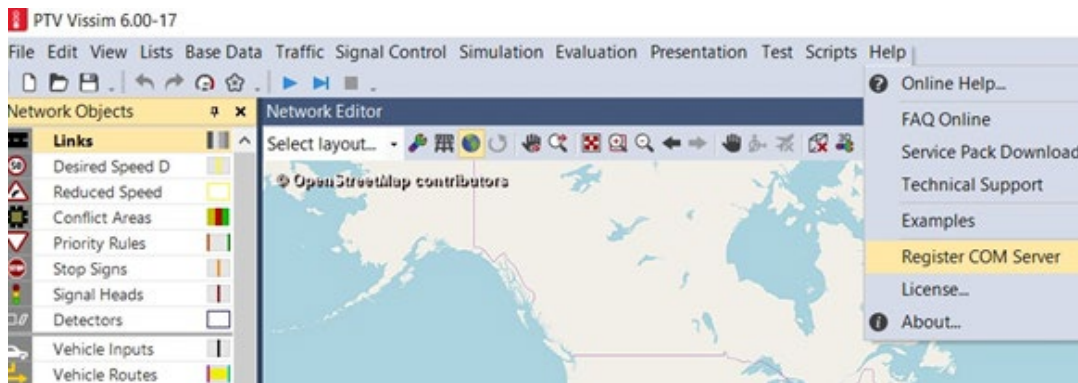 PTV Vissim 6.00-17
File Edit View Lists Base Data Traffic Signal Control Simulation Evaluation Presentation Test Scripts Help
Network Objects
Network Editor
Select layout...
Links
Desired Speed D
Reduced Speed
Conflict Areas
Priority Rules
Stop Signs
Signal Heads
Detectors
Vehicle Inputs
Vehicle Routes
© OpenStreetMap contributors
Online Help...
FAQ Online
Service Pack Download
Technical Support
Examples
Register COM Server
License...
About...